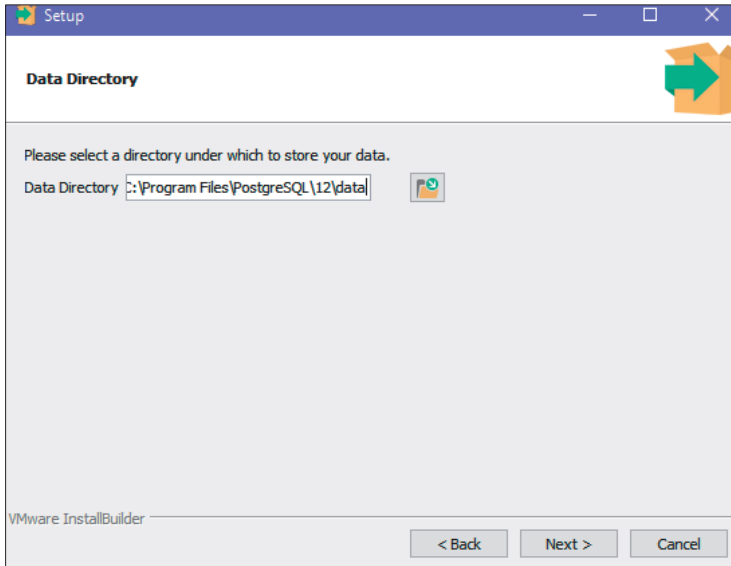 Setup
Data Directory
Please select a directory under which to store your data.
Data Directory C:\Program Files\PostgreSQL\12\data
VMware InstallBuilder
< Back Next > Cancel